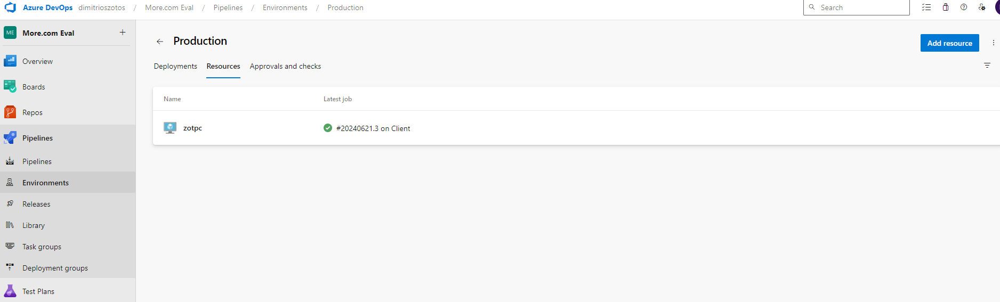 Azure DevOps dimitrioszotos / More.com Eval / Pipelines / Environments / Production Search
ME More.com Eval +
Production
Add resource
Overview
Deployments Resources Approvals and checks
Boards
Name Latest job
Repos
zotpc #20240621.3 on Client
Pipelines
Pipelines
Environments
Releases
Library
Task groups
Deployment groups
Test Plans